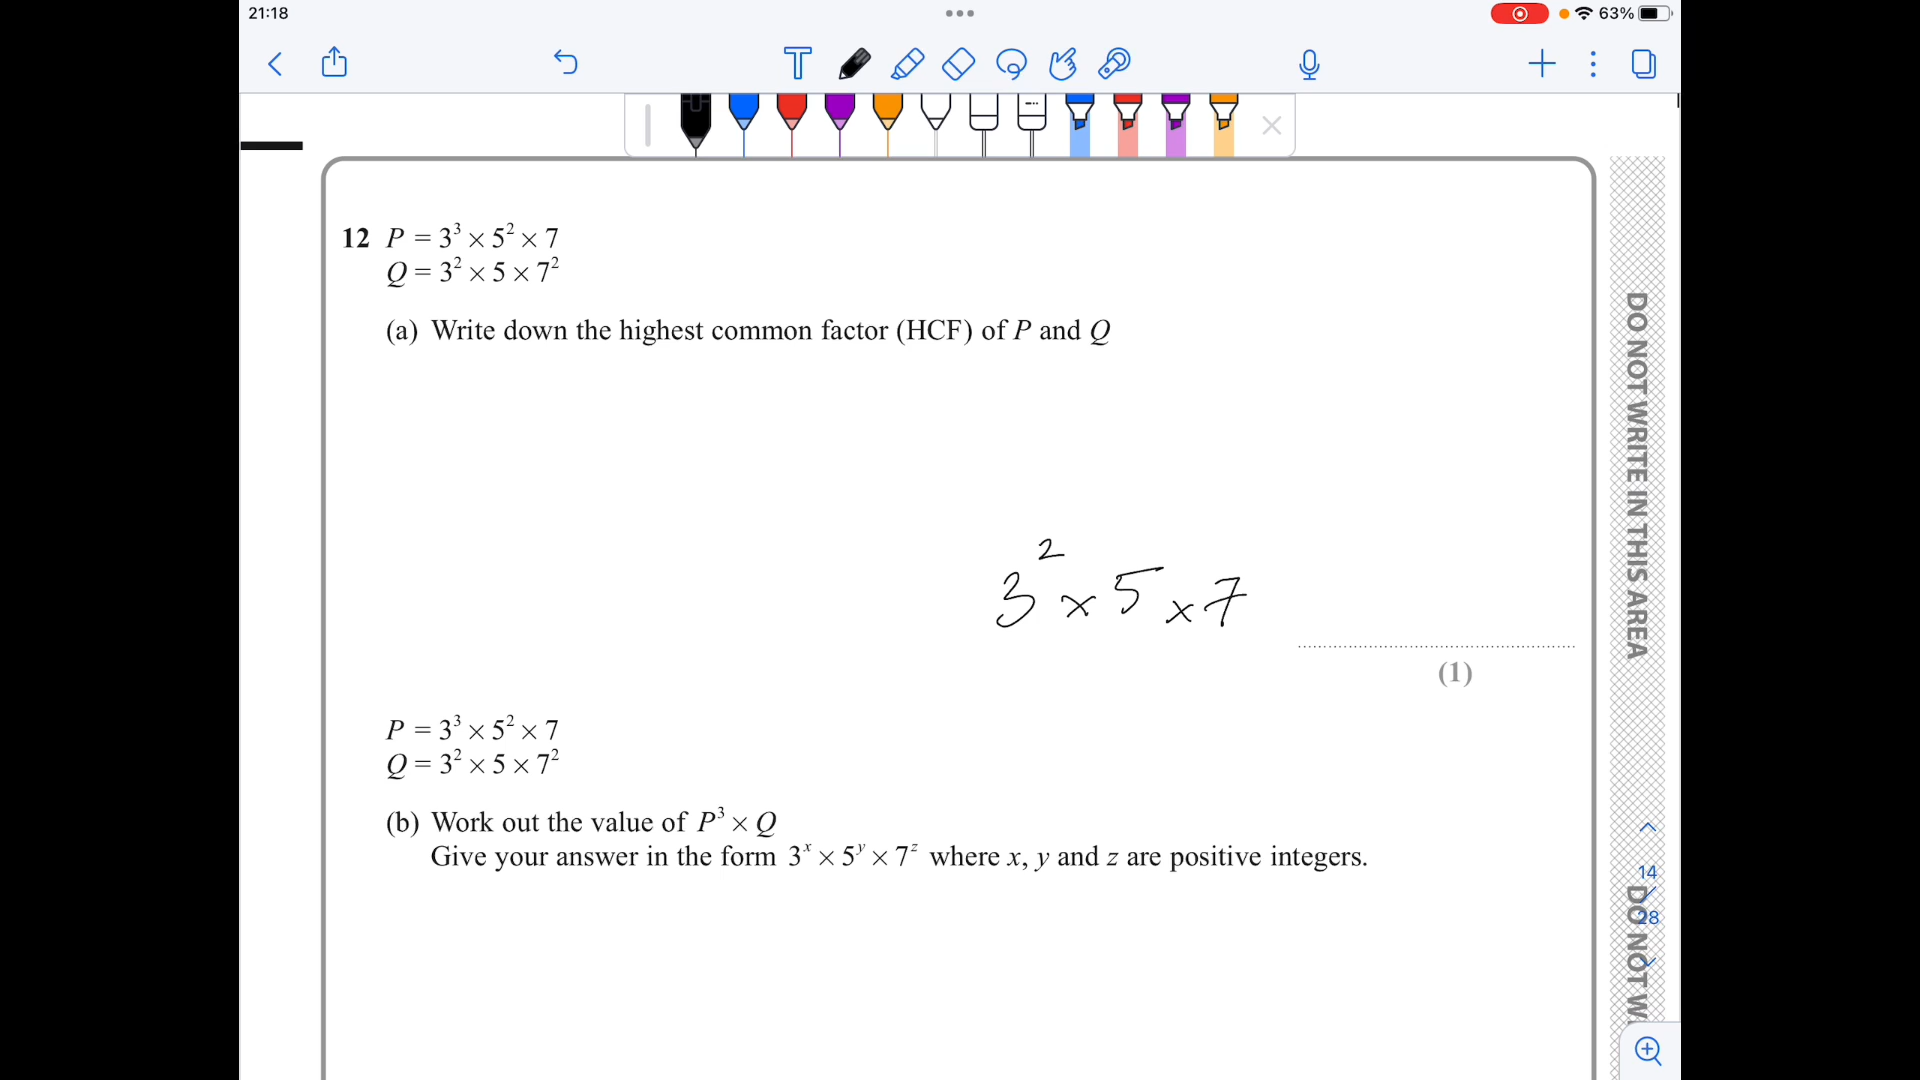 21:18
63%
12 P = 3³ × 5² × 7
Q = 3² × 5 × 7²
(a) Write down the highest common factor (HCF) of P and Q
3² × 5 × 7
(1)
P = 3³ × 5² × 7
Q = 3² × 5 × 7²
(b) Work out the value of P³ × Q
Give your answer in the form 3ˣ × 5ʸ × 7ᶻ where x, y and z are positive integers.
DO NOT WRITE IN THIS AREA
14
28
DO NOT W